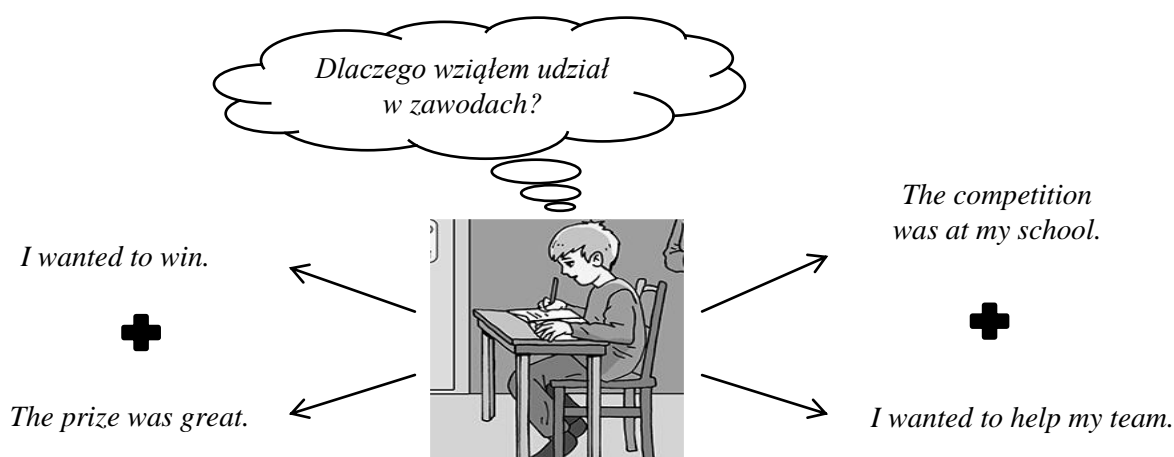 Dlaczego wziąłem udział
w zawodach?
I wanted to win.
The prize was great.
The competition
was at my school.
I wanted to help my team.